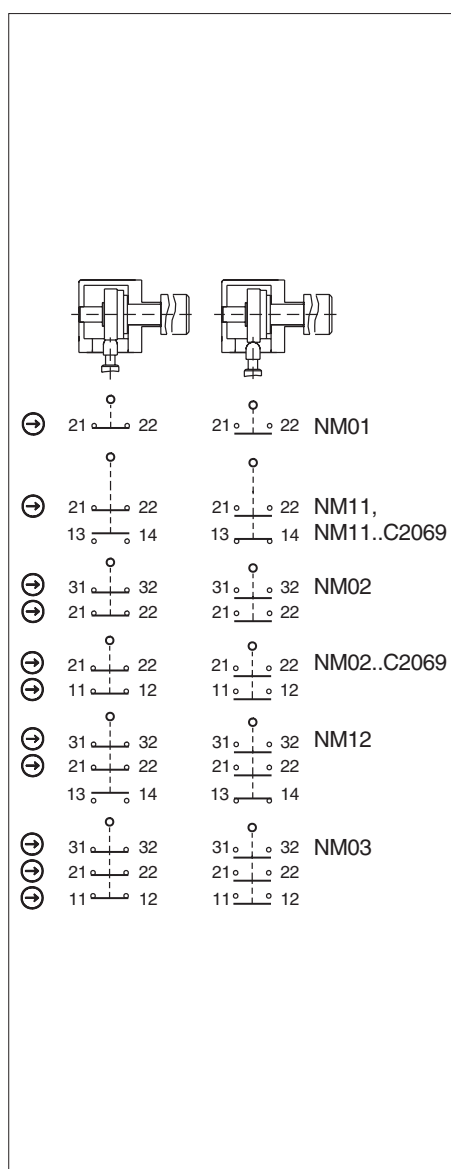 21 22 21 22 NM01
21 22 21 22 NM11,
13 14 13 14 NM11..C2069
31 32 31 32 NM02
21 22 21 22
21 22 21 22 NM02..C2069
11 12 11 12
31 32 31 32 NM12
21 22 21 22
13 14 13 14
31 32 31 32 NM03
21 22 21 22
11 12 11 12